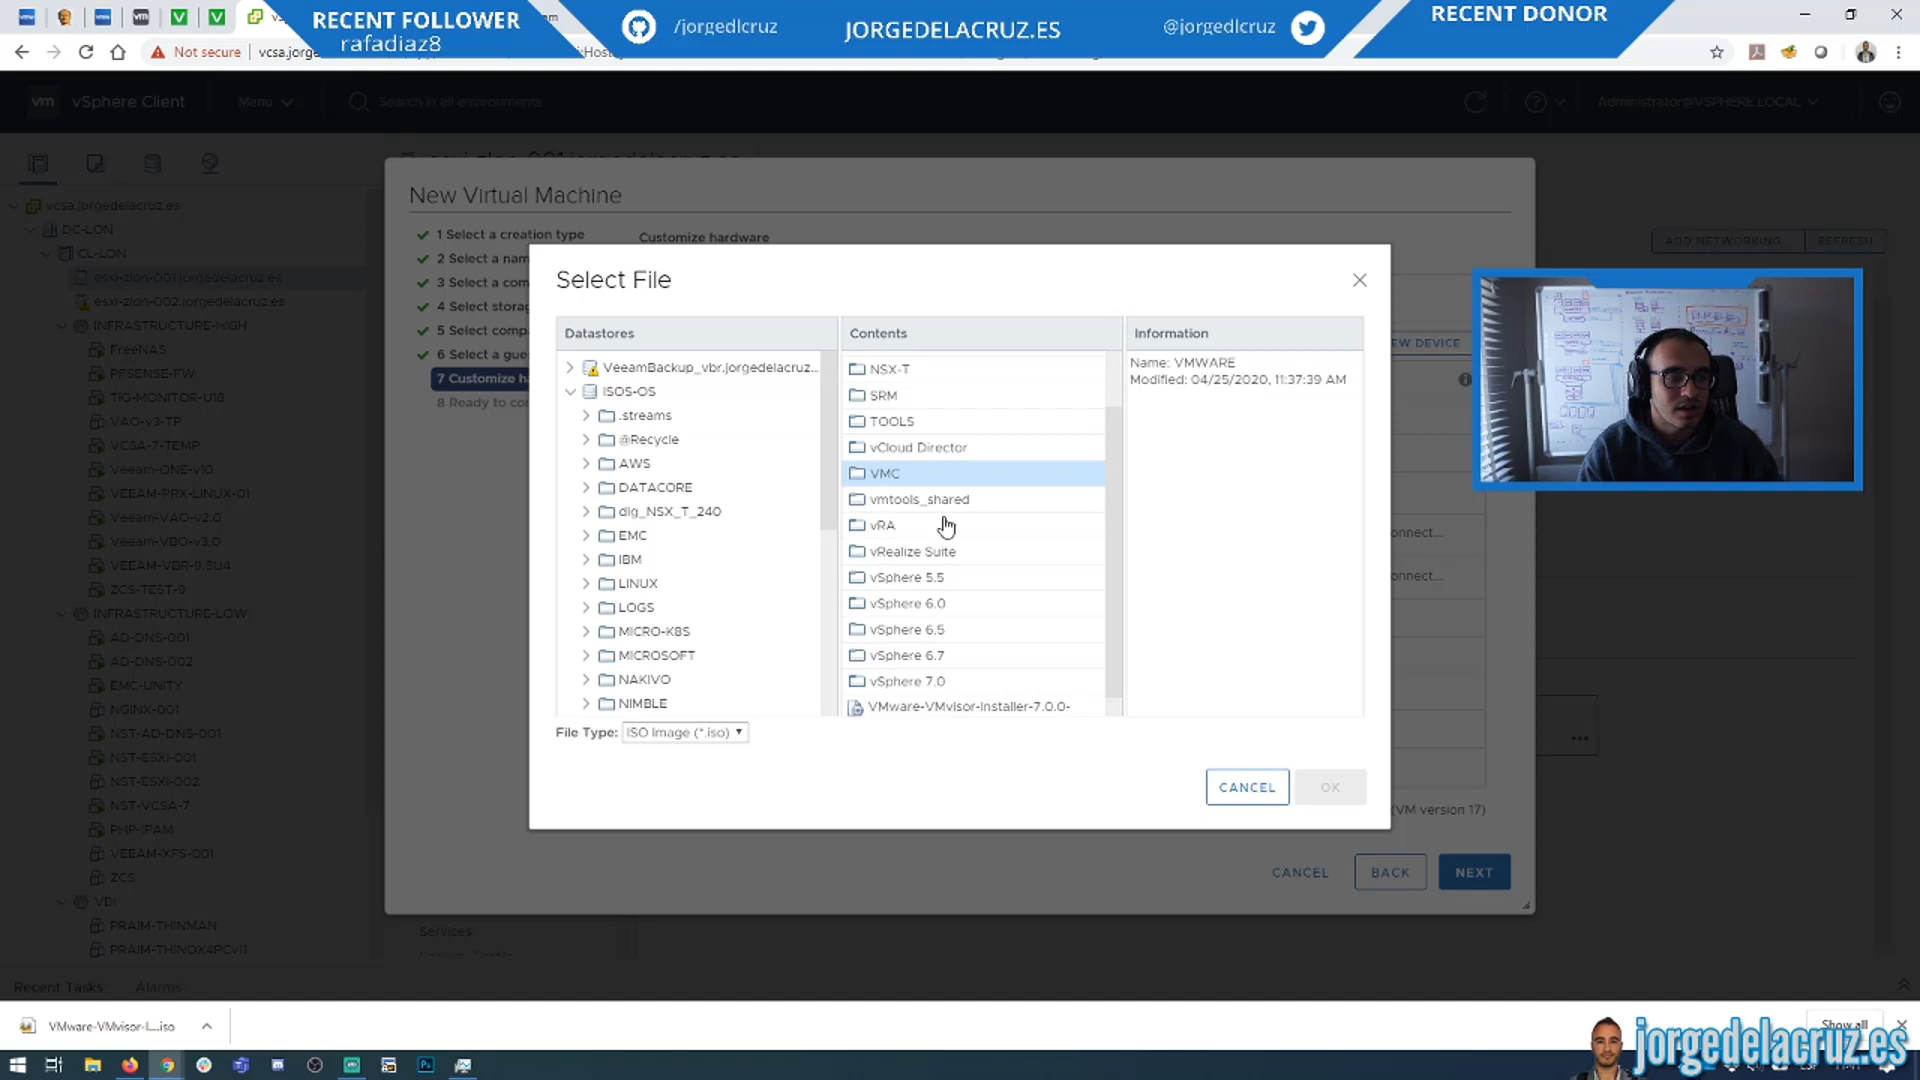 RECENT FOLLOWER
rafadiaz8
/jorgedlcruz
JORGEDELACRUZ.ES
@jorgedlcruz
RECENT DONOR
Not secure
vcsa.jorge
vm vSphere Client
Menu
Search in all environments
Administrator@VSPHERE.LOCAL
vcsa.jorgedelacruz.es
DC-LON
CL-LON
esxi-zlon-001.jorgedelacruz.es
esxi-zlon-002.jorgedelacruz.es
INFRASTRUCTURE-HIGH
FreeNAS
PFSENSE-FW
TIG-MONITOR-U18
VAO-v3-TP
VCSA-7-TEMP
Veeam-ONE-v10
VEEAM-PRX-LINUX-01
Veeam-VAO-v2.0
Veeam-VBO-v3.0
VEEAM-VBR-9.5U4
ZCS-TEST-9
INFRASTRUCTURE-LOW
AD-DNS-001
AD-DNS-002
EMC-UNITY
NGINX-001
NST-AD-DNS-001
NST-ESXI-001
NST-ESXI-002
NST-VCSA-7
PHP-IPAM
VEEAM-XFS-001
ZCS
VDI
PRAIM-THINMAN
PRAIM-THINOX4PCv11
ADD NETWORKING
REFRESH
New Virtual Machine
1 Select a creation type
2 Select a nam
3 Select a com
4 Select storag
5 Select compa
6 Select a gues
7 Customize ha
8 Ready to com
Customize hardware
EW DEVICE
onnect...
onnect...
(VM version 17)
CANCEL
BACK
NEXT
Services
Select File
Datastores
VeeamBackup_vbr.jorgedelacruz...
ISOS-OS
.streams
@Recycle
AWS
DATACORE
dlg_NSX_T_240
EMC
IBM
LINUX
LOGS
MICRO-K8S
MICROSOFT
NAKIVO
NIMBLE
Contents
NSX-T
SRM
TOOLS
vCloud Director
VMC
vmtools_shared
vRA
vRealize Suite
vSphere 5.5
vSphere 6.0
vSphere 6.5
vSphere 6.7
vSphere 7.0
VMware-VMvisor-Installer-7.0.0-
Information
Name: VMWARE
Modified: 04/25/2020, 11:37:39 AM
File Type: ISO Image (*.iso)
CANCEL
OK
Recent Tasks
Alarms
VMware-VMvisor-I....iso
Show all
jorgedelacruz.es